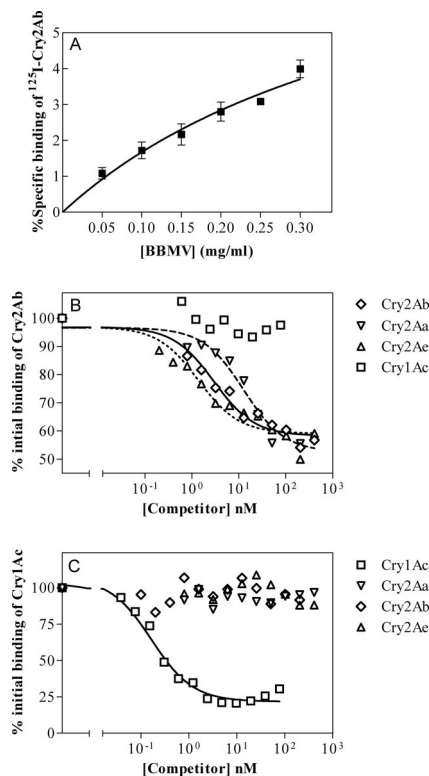 A
%Specific binding of ¹²⁵I-Cry2Ab
5
4
3
2
1
0
0.05 0.10 0.15 0.20 0.25 0.30
[BBMV] (mg/ml)
B
% intial binding of Cry2Ab
100
90
80
70
60
50
10⁻¹ 10⁰ 10¹ 10² 10³
[Competitor] nM
Cry2Ab
Cry2Aa
Cry2Ae
Cry1Ac
C
% initial binding of Cry1Ac
100
75
50
25
0
10⁻¹ 10⁰ 10¹ 10² 10³
[Competitor] nM
Cry1Ac
Cry2Aa
Cry2Ab
Cry2Ae